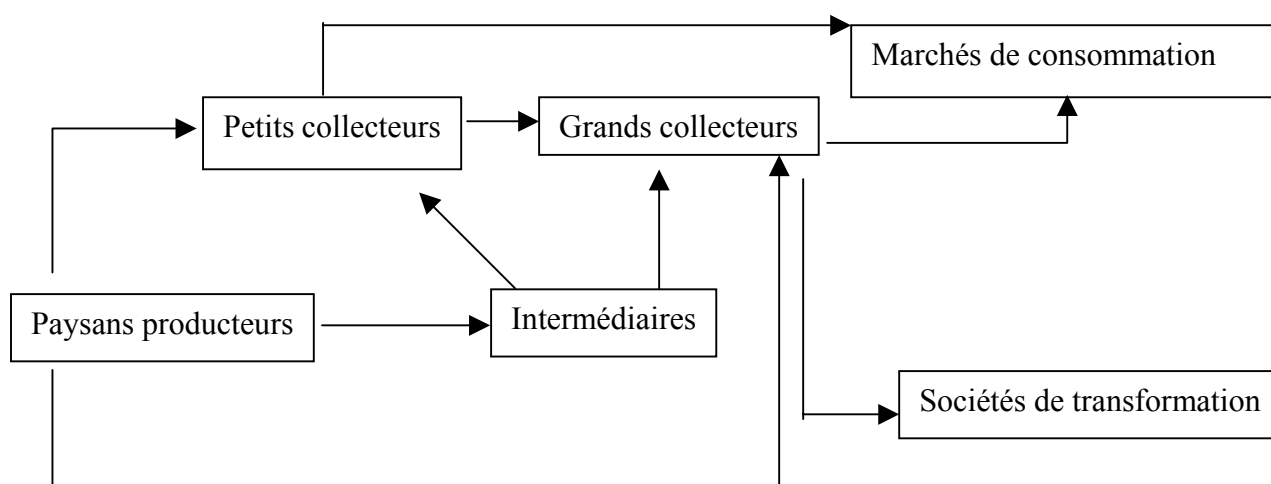 Marchés de consommation
Petits collecteurs
Grands collecteurs
Paysans producteurs
Intermédiaires
Sociétés de transformation